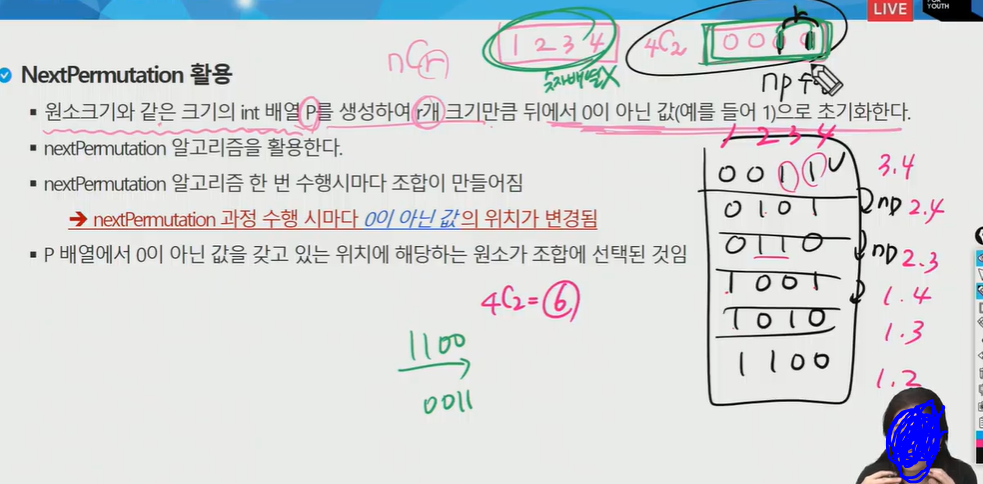 LIVE
FOR
YOUTH
NextPermutation 활용
nCr
1 2 3 4
숫자배열X
4C2
0 0 0 0
r
np
원소크기와 같은 크기의 int 배열 P를 생성하여 r개 크기만큼 뒤에서 0이 아닌 값(예를 들어 1)으로 초기화한다.
nextPermutation 알고리즘을 활용한다.
nextPermutation 알고리즘 한 번 수행시마다 조합이 만들어짐
➔ nextPermutation 과정 수행 시마다 0이 아닌 값의 위치가 변경됨
P 배열에서 0이 아닌 값을 갖고 있는 위치에 해당하는 원소가 조합에 선택된 것임
4C2 = 6
1100
0011
1 2 3 4
0 0 1 1 3.4
0 1 0 1 np 2.4
0 1 1 0 np 2.3
1 0 0 1 1.4
1 0 1 0 1.3
1 1 0 0 1.2